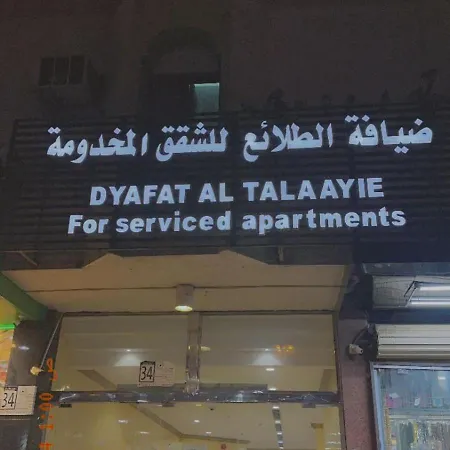 ضيافة الطلائع للشقق المخدومة
DYAFAT AL TALAAYIE
For serviced apartments
34
34